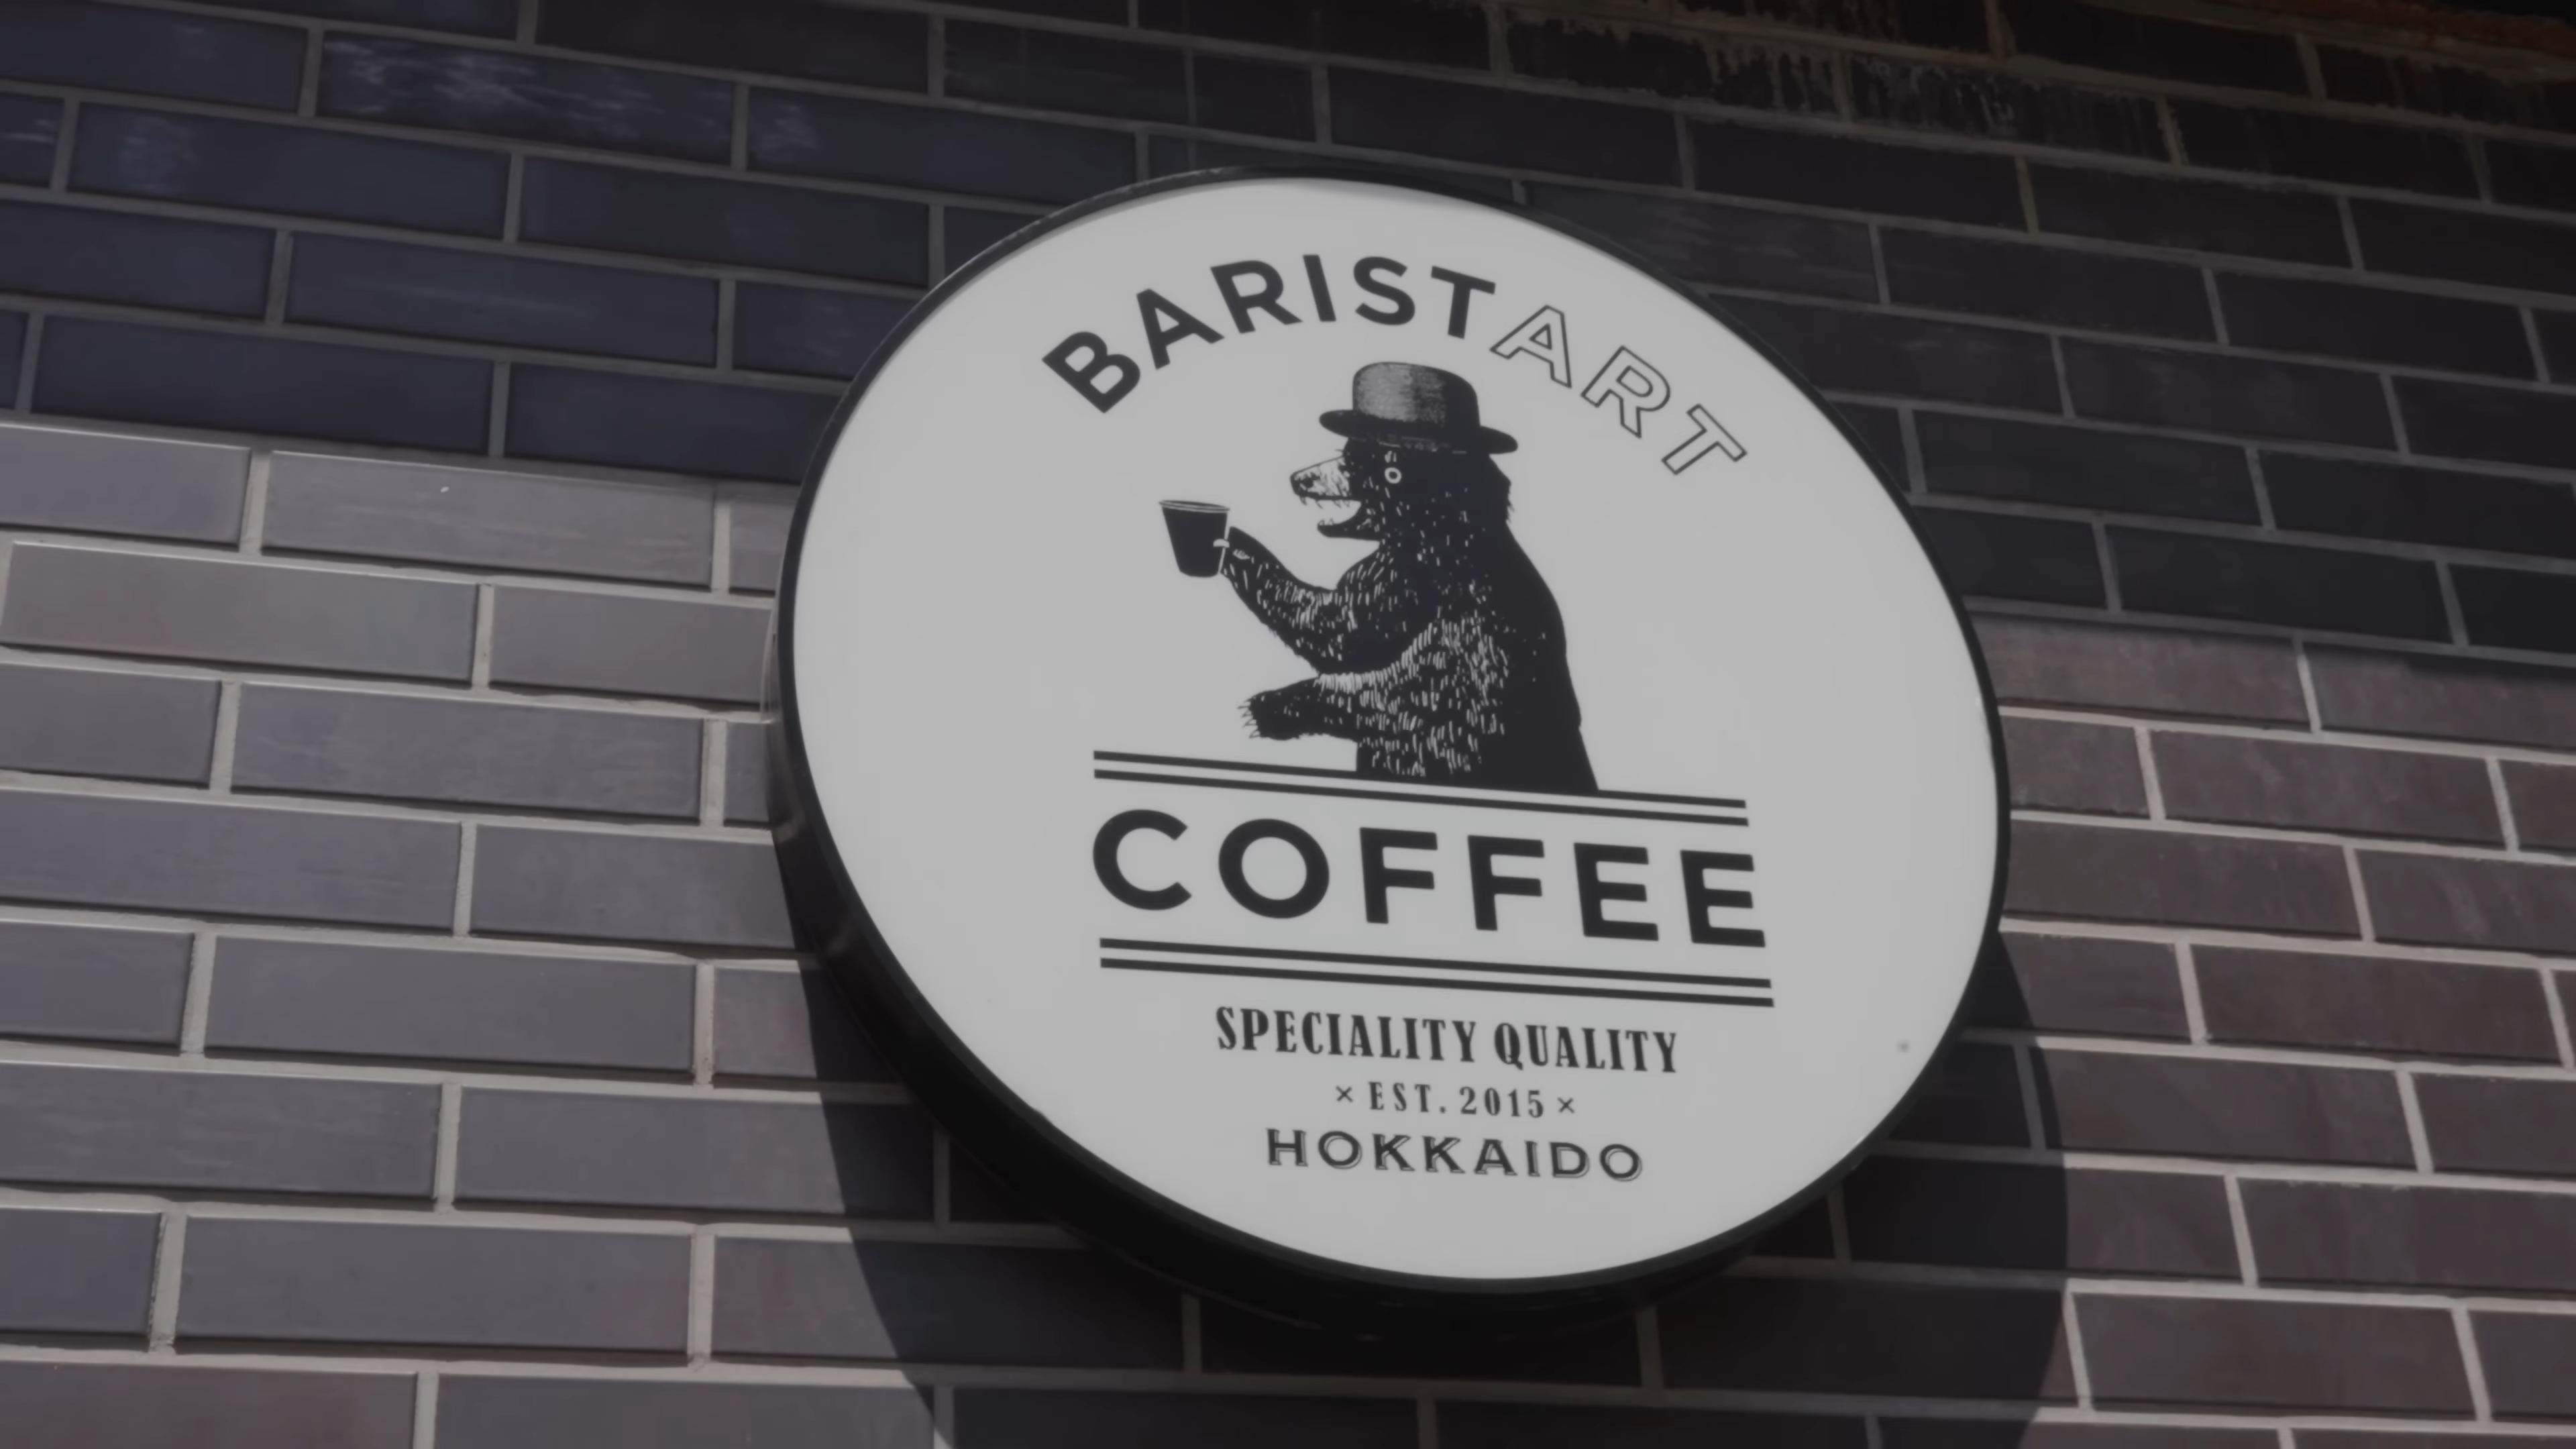 BARISTART
COFFEE
SPECIALITY QUALITY
× EST. 2015 ×
HOKKAIDO